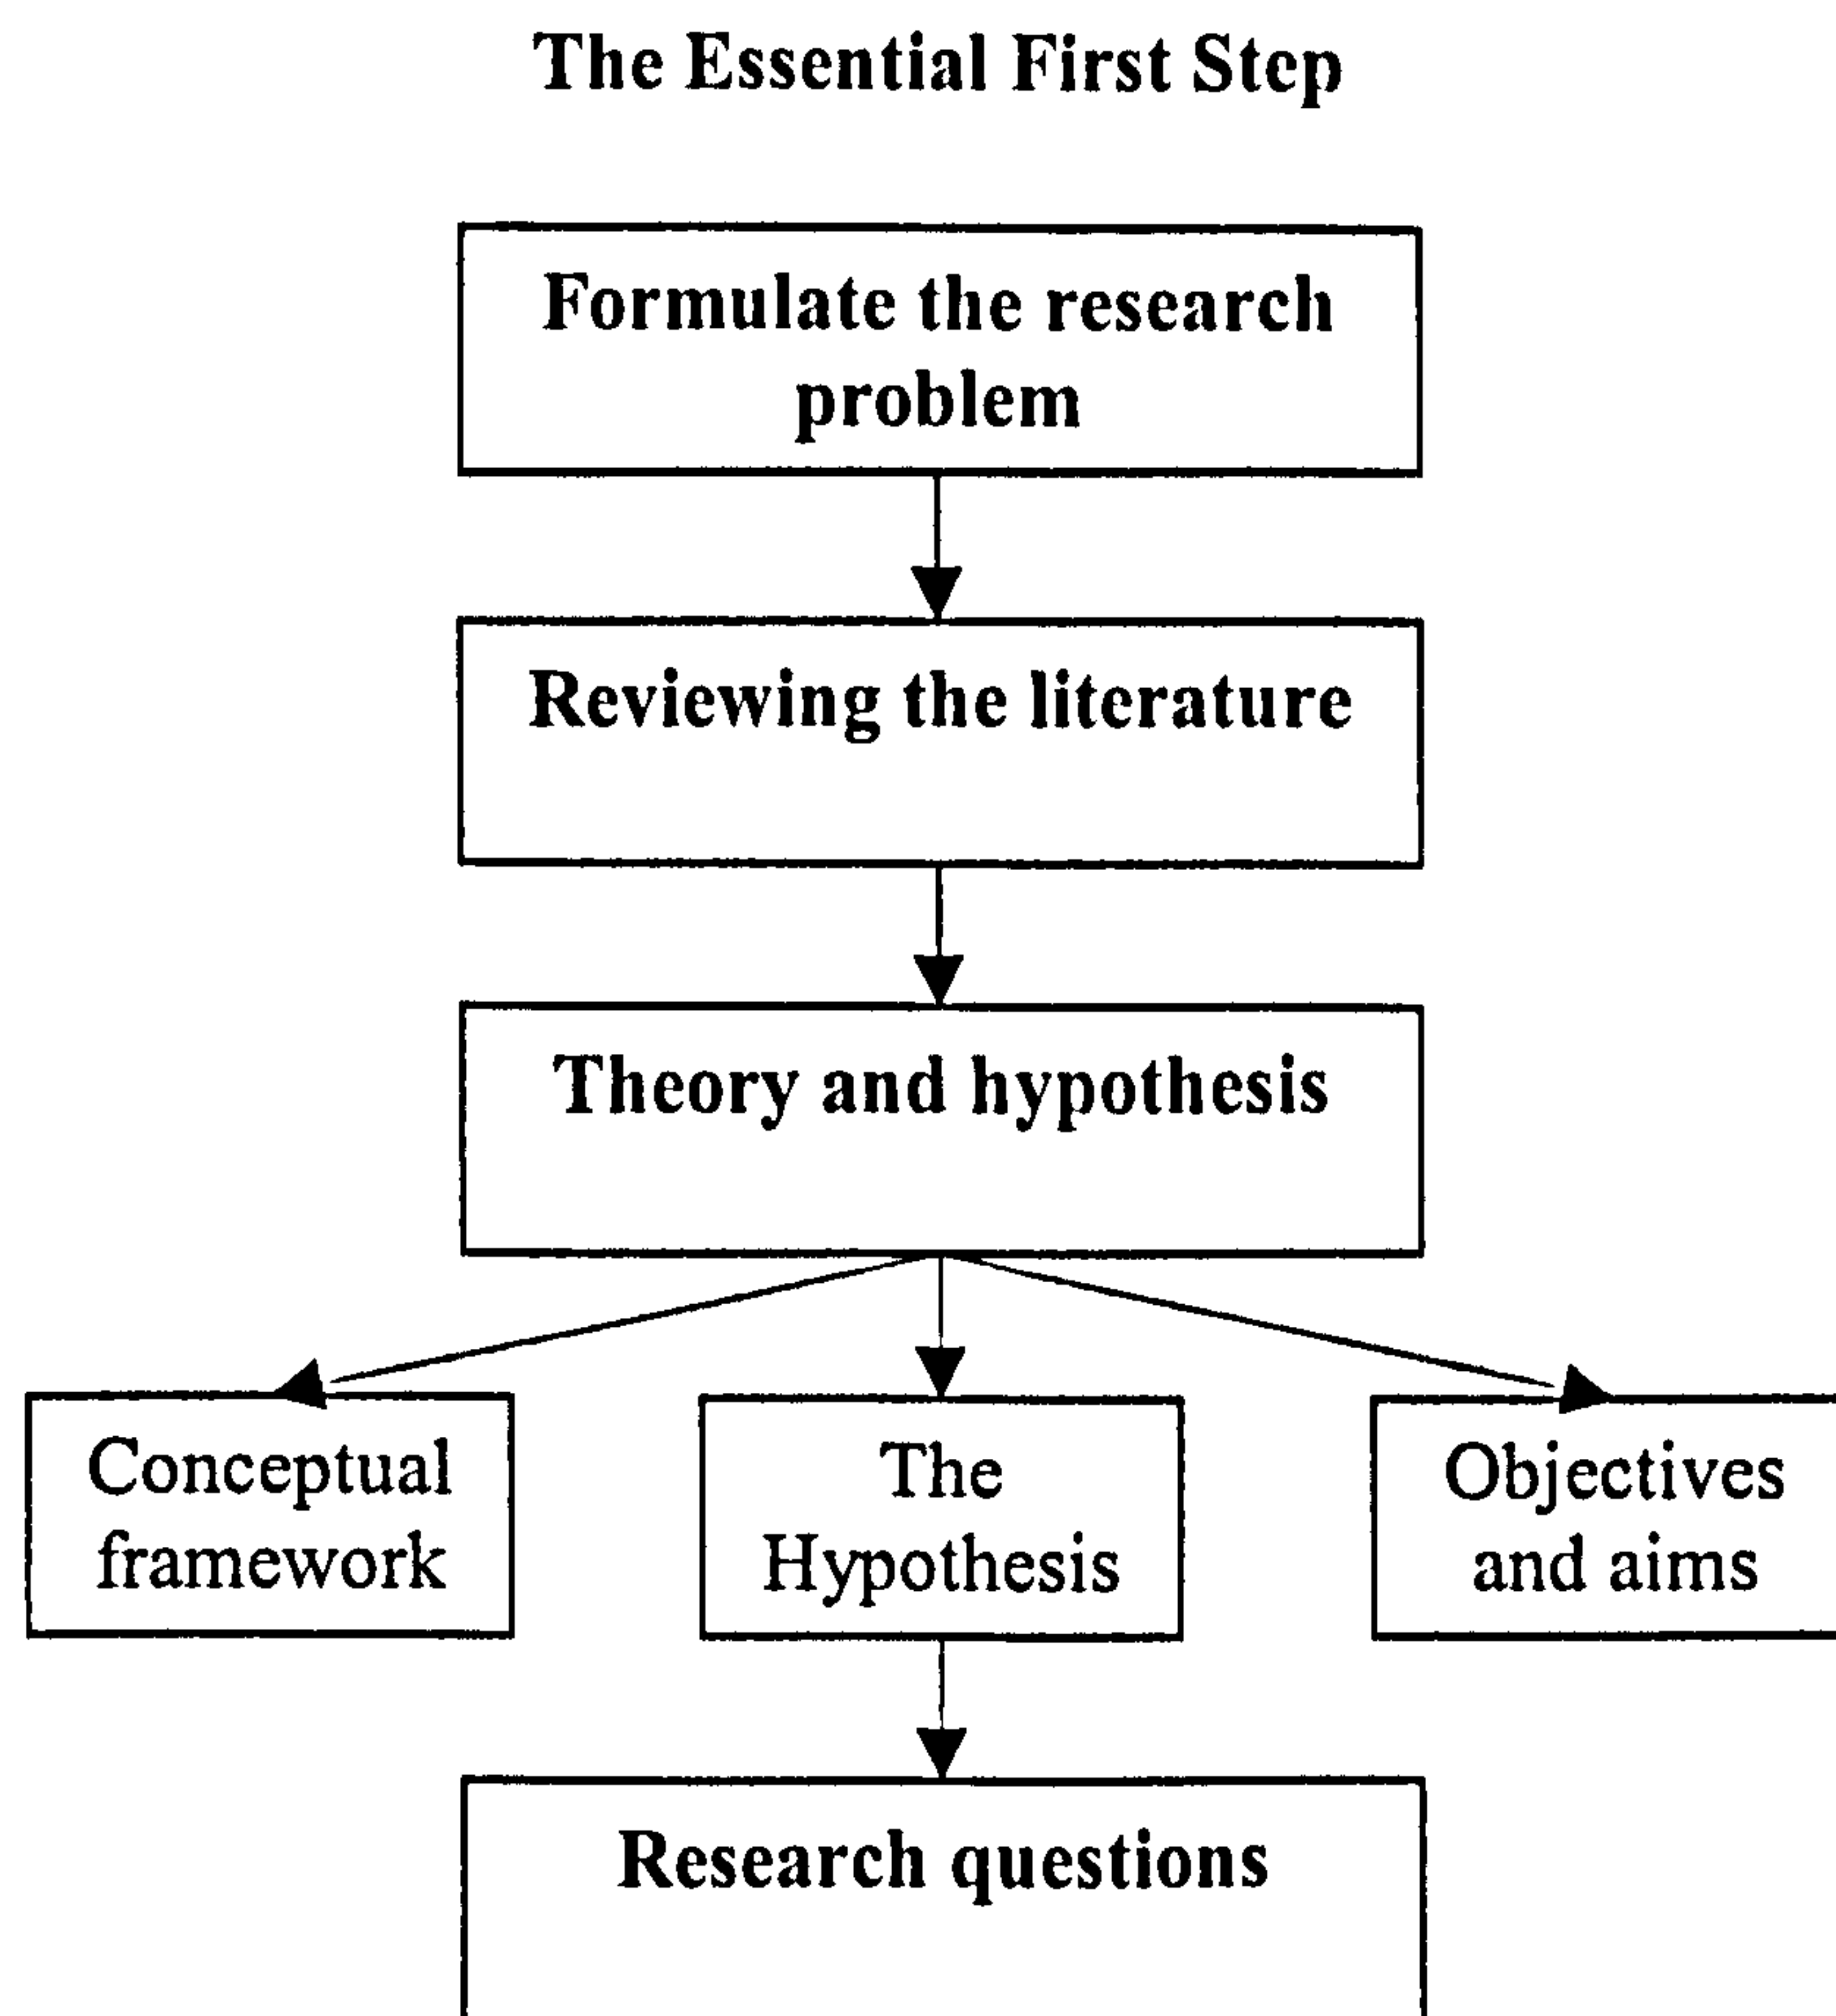 The Essential First Step
Formulate the research
problem
Reviewing the literature
Theory and hypothesis
Conceptual
framework
The
Hypothesis
Objectives
and aims
Research questions